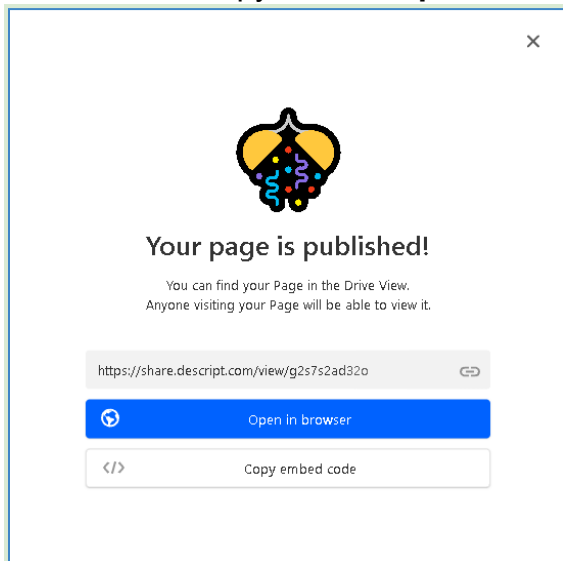 Your page is published!
You can find your Page in the Drive View.
Anyone visiting your Page will be able to view it.
https://share.descript.com/view/g2s7s2ad32o
Open in browser
</> Copy embed code